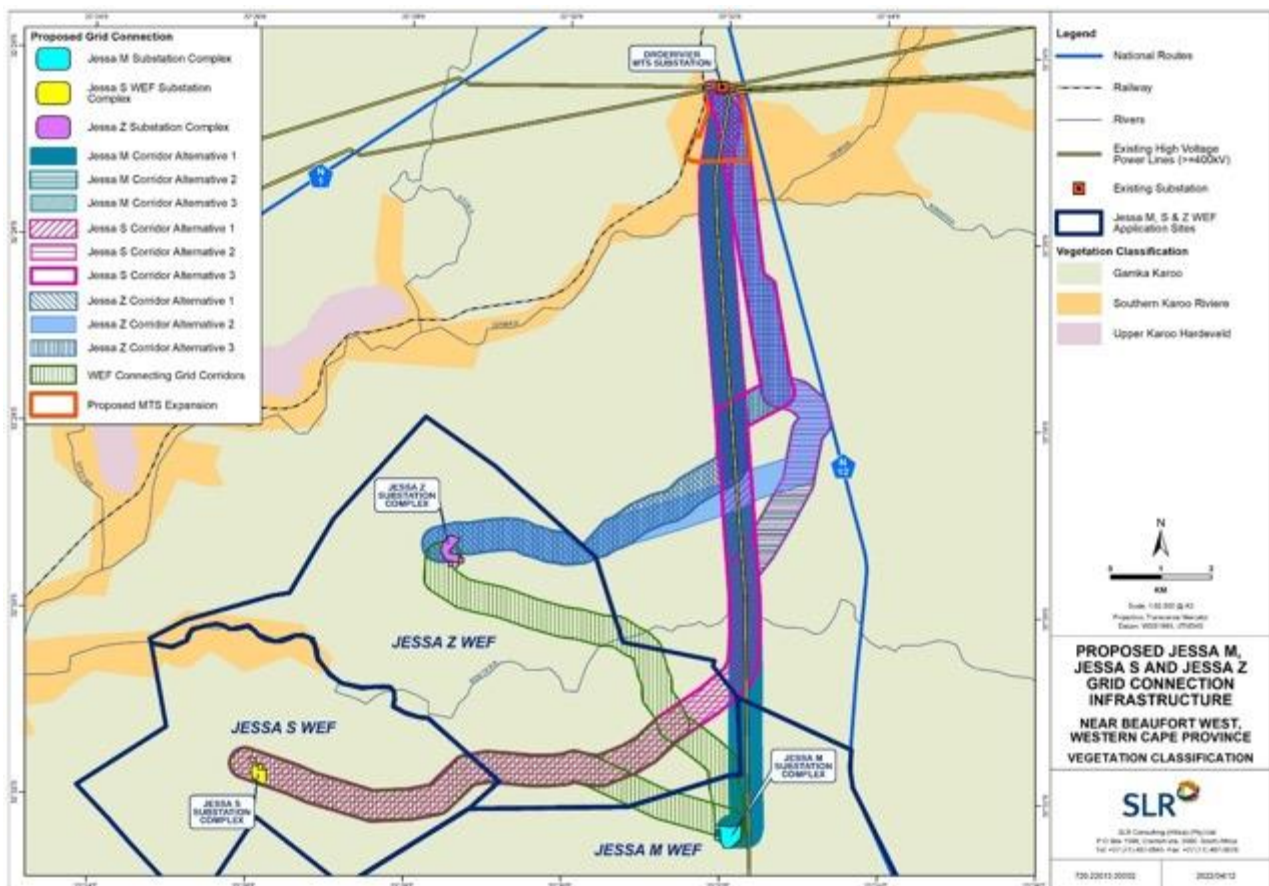 Proposed Grid Connection
Jessa M Substation Complex
Jessa S WEF Substation
Complex
Jessa Z Substation Complex
Jessa M Corridor Alternative 1
Jessa M Corridor Alternative 2
Jessa M Corridor Alternative 3
Jessa S Corridor Alternative 1
Jessa S Corridor Alternative 2
Jessa S Corridor Alternative 3
Jessa Z Corridor Alternative 1
Jessa Z Corridor Alternative 2
Jessa Z Corridor Alternative 3
WEF Connecting Grid Corridors
Proposed MTS Expansion
DROERIVIER
MTS SUBSTATION
N
1
N
12
JESSA Z
SUBSTATION
COMPLEX
JESSA Z WEF
JESSA S WEF
JESSA S
SUBSTATION
COMPLEX
JESSA M
SUBSTATION
COMPLEX
JESSA M WEF
Legend
National Routes
Railway
Rivers
Existing High Voltage
Power Lines (>=400kV)
Existing Substation
Jessa M, S & Z WEF
Application Sites
Vegetation Classification
Gamka Karoo
Southern Karoo Riviere
Upper Karoo Hardeveld
N
0 1 2
KM
PROPOSED JESSA M,
JESSA S AND JESSA Z
GRID CONNECTION
INFRASTRUCTURE
NEAR BEAUFORT WEST,
WESTERN CAPE PROVINCE
VEGETATION CLASSIFICATION
SLR
2022/04/12